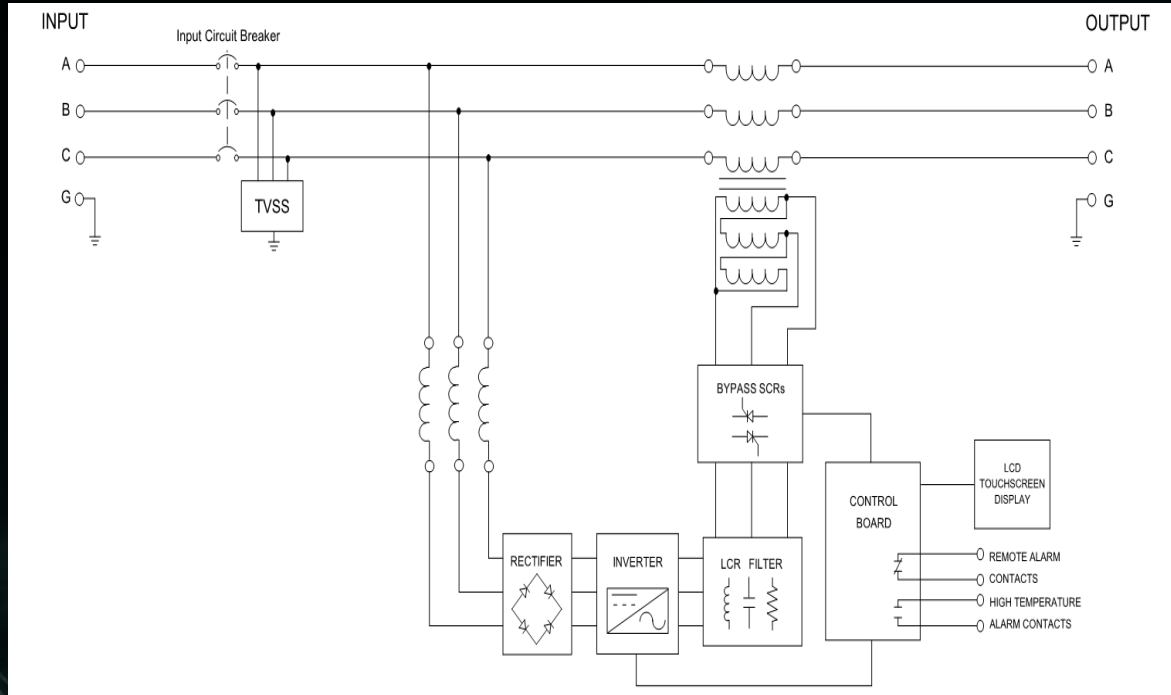 INPUT
OUTPUT
Input Circuit Breaker
A
A
B
B
C
C
G
G
TVSS
BYPASS SCRs
LCD
TOUCHSCREEN
DISPLAY
CONTROL
BOARD
RECTIFIER
INVERTER
LCR FILTER
REMOTE ALARM
CONTACTS
HIGH TEMPERATURE
ALARM CONTACTS